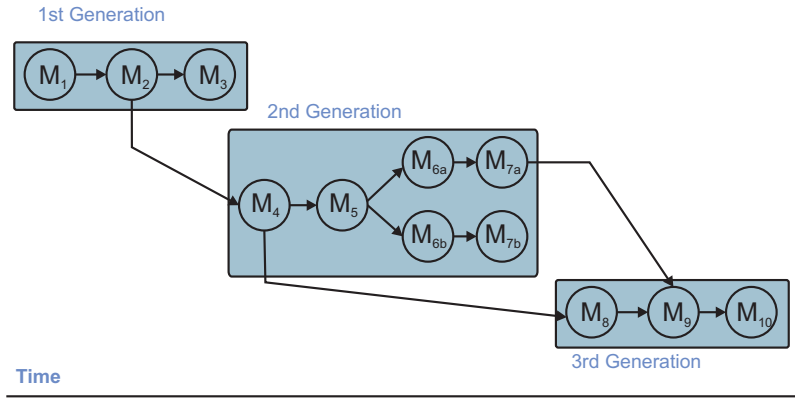 1st Generation
M₁ M₂ M₃
2nd Generation
M₆ₐ M₇ₐ
M₄ M₅
M₆b M₇b
M₈ M₉ M₁₀
3rd Generation
Time